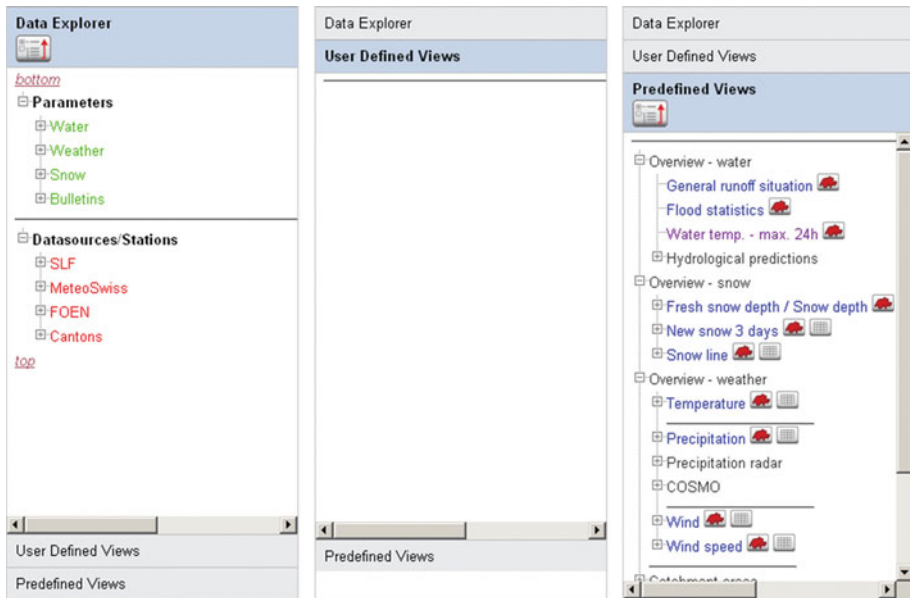 Data Explorer
bottom
Parameters
Water
Weather
Snow
Bulletins
Datasources/Stations
SLF
MeteoSwiss
FOEN
Cantons
top
User Defined Views
Predefined Views
Data Explorer
User Defined Views
Predefined Views
Data Explorer
User Defined Views
Predefined Views
Overview - water
General runoff situation
Flood statistics
Water temp. - max. 24h
Hydrological predictions
Overview - snow
Fresh snow depth / Snow depth
New snow 3 days
Snow line
Overview - weather
Temperature
Precipitation
Precipitation radar
COSMO
Wind
Wind speed
Catchment areas